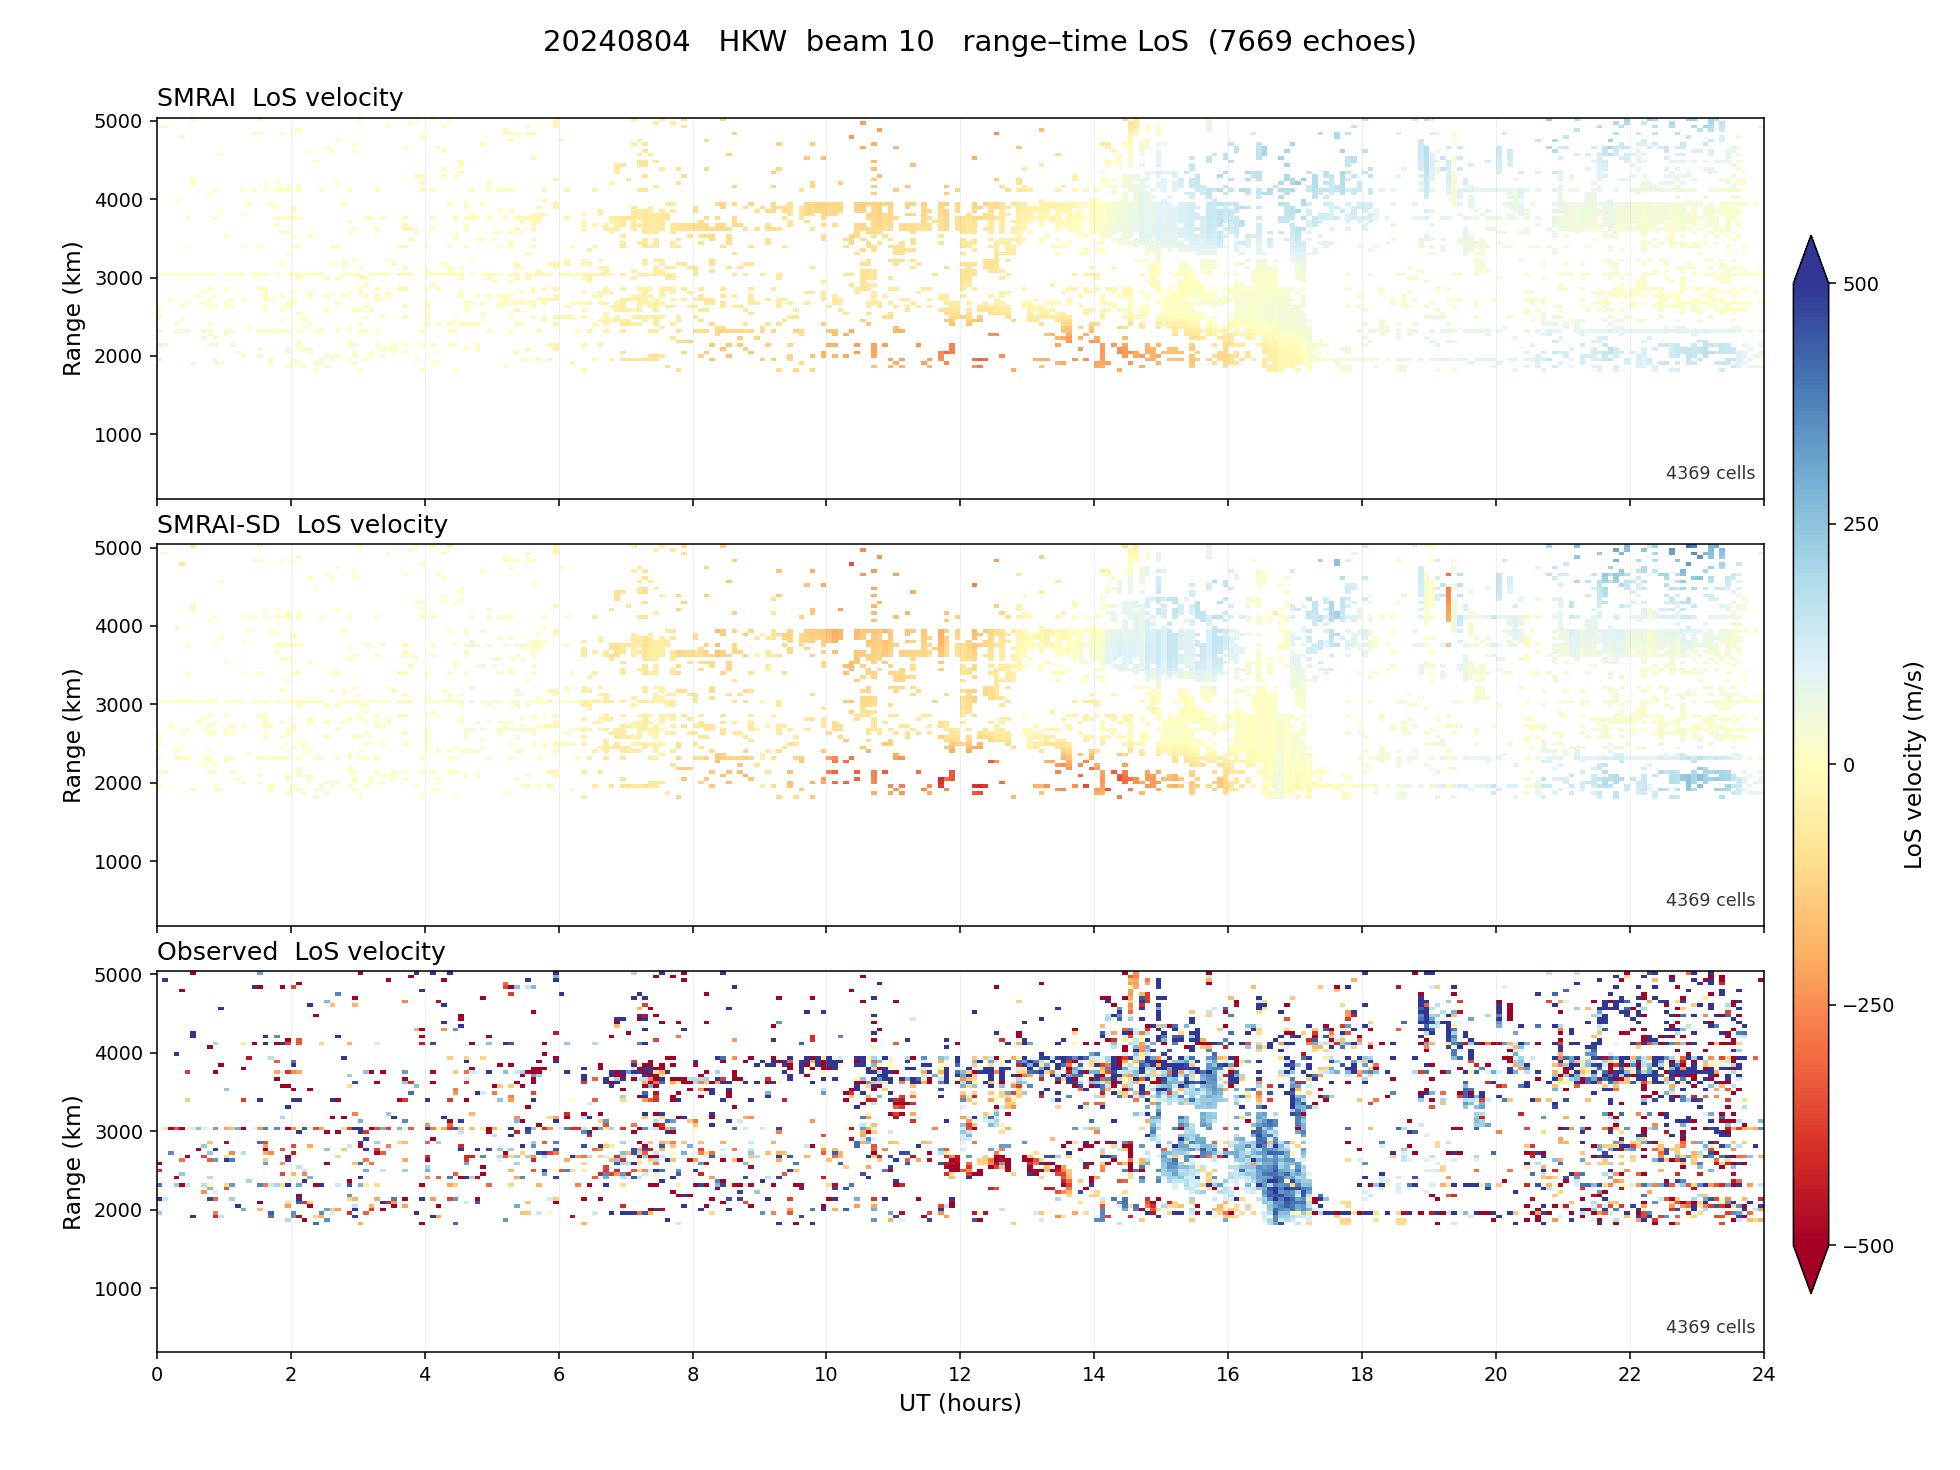 20240804   HKW  beam 10   range–time LoS  (7669 echoes)
SMRAI  LoS velocity
5000
4000
3000
2000
1000
Range (km)
4369 cells
SMRAI-SD  LoS velocity
5000
4000
3000
2000
1000
Range (km)
4369 cells
Observed  LoS velocity
5000
4000
3000
2000
1000
Range (km)
4369 cells
0 2 4 6 8 10 12 14 16 18 20 22 24
UT (hours)
500
250
0
−250
−500
LoS velocity (m/s)